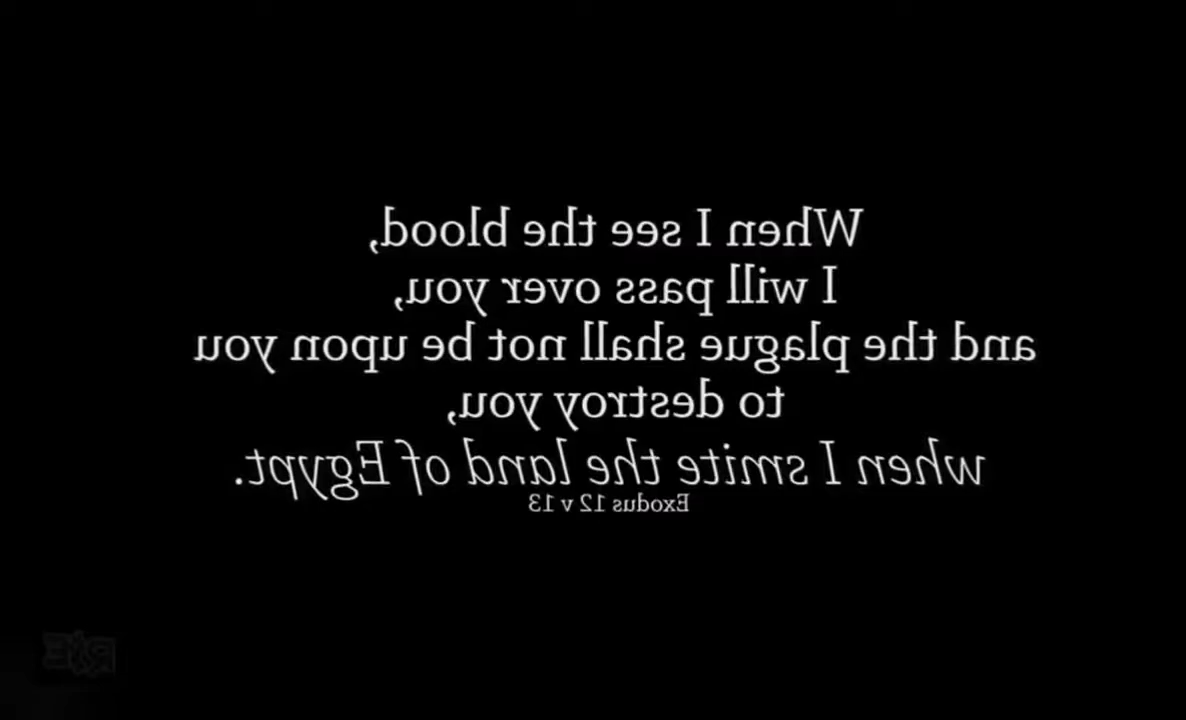 When I see the blood,
I will pass over you,
and the plague shall not be upon you
to destroy you,
when I smite the land of Egypt.
Exodus 12 v 13